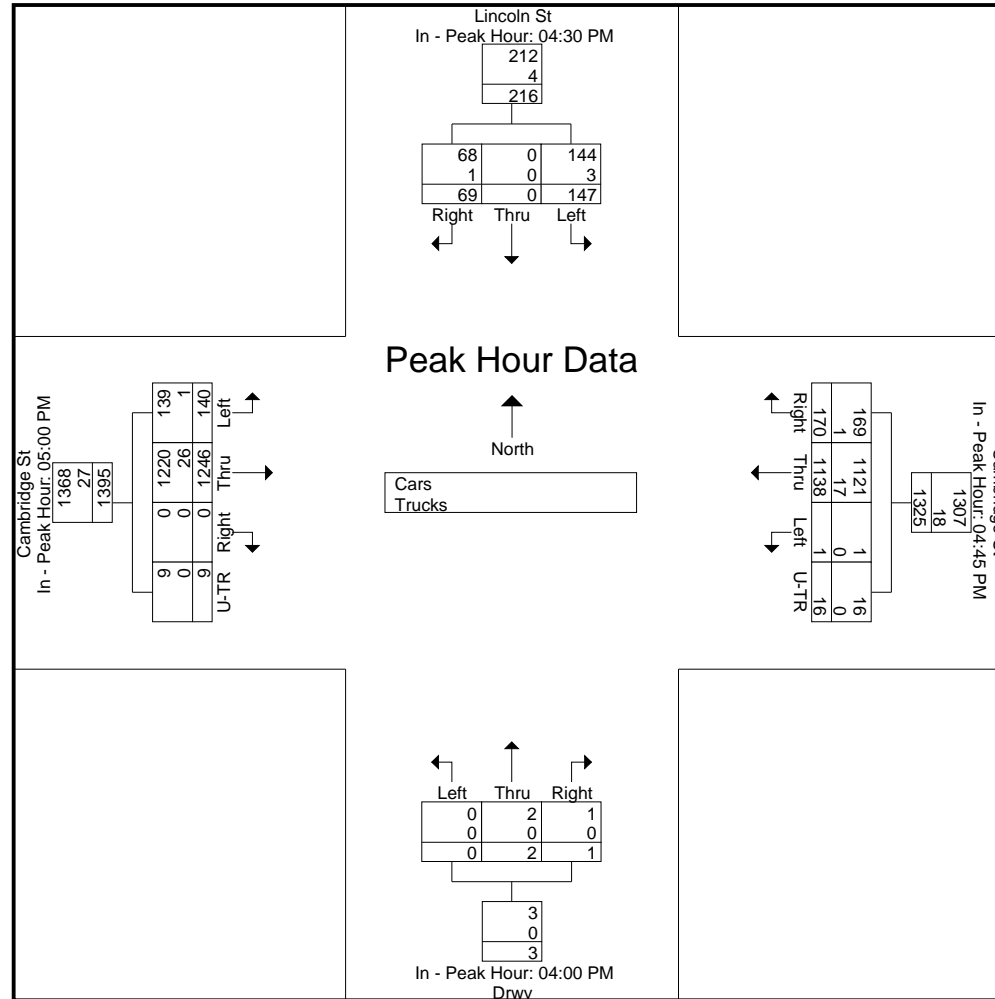 Lincoln St
In - Peak Hour: 04:30 PM
212
4
216
68 0 144
1 0 3
69 0 147
Right Thru Left
Peak Hour Data
North
Cars
Trucks
Cambridge St
In - Peak Hour: 05:00 PM
1368
27
1395
139 1220 0 9
1 26 0 0
140 1246 0 9
Left Thru Right U-TR
In - Peak Hour: 04:45 PM
1307
18
1325
169 1121 1 16
1 17 0 0
170 1138 1 16
Right Thru Left U-TR
Left Thru Right
0 2 1
0 0 0
0 2 1
3
0
3
In - Peak Hour: 04:00 PM
Drwy